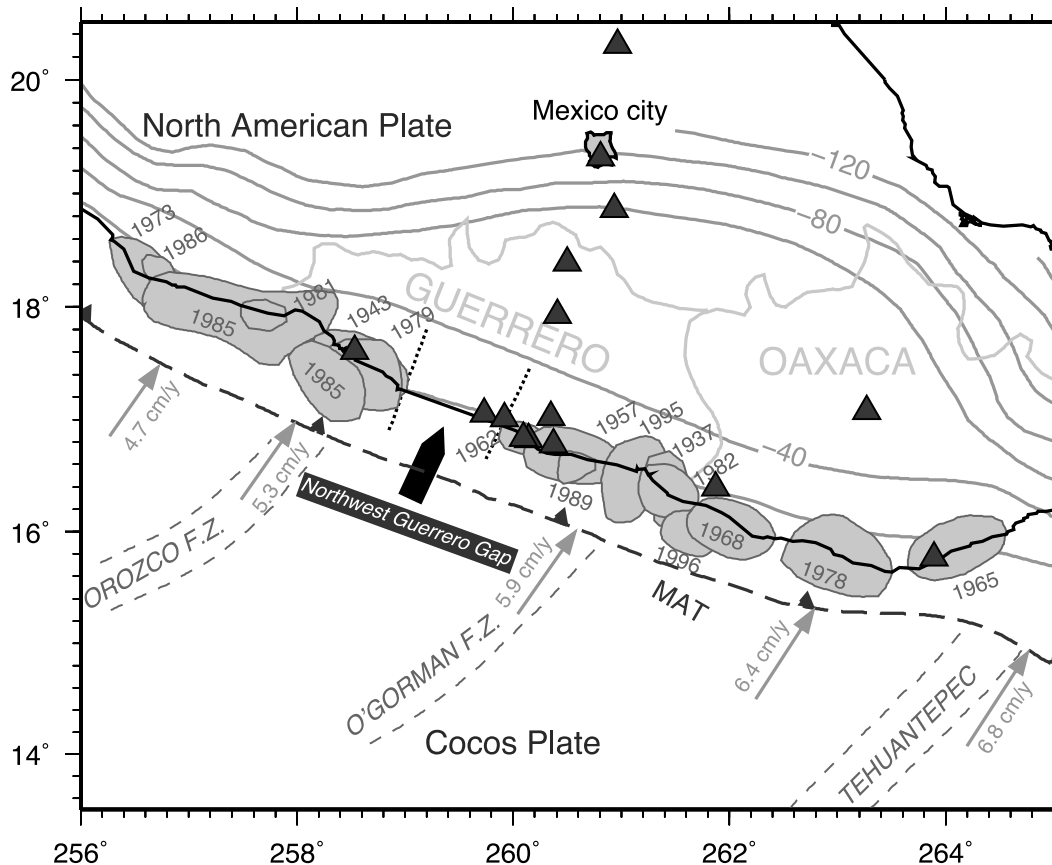 20°
Mexico city
North American Plate
−120
−80
1973
1986
18°
1981
1943
1979
1985
GUERRERO
OAXACA
1985
4.7 cm/y
1962
1957
1995
1937
1982
−40
5.3 cm/y
Northwest Guerrero Gap
1989
16°
1968
1996
1978
1965
OROZCO F.Z.
5.9 cm/y
MAT
6.4 cm/y
O'GORMAN F.Z.
6.8 cm/y
TEHUANTEPEC
Cocos Plate
14°
256°
258°
260°
262°
264°